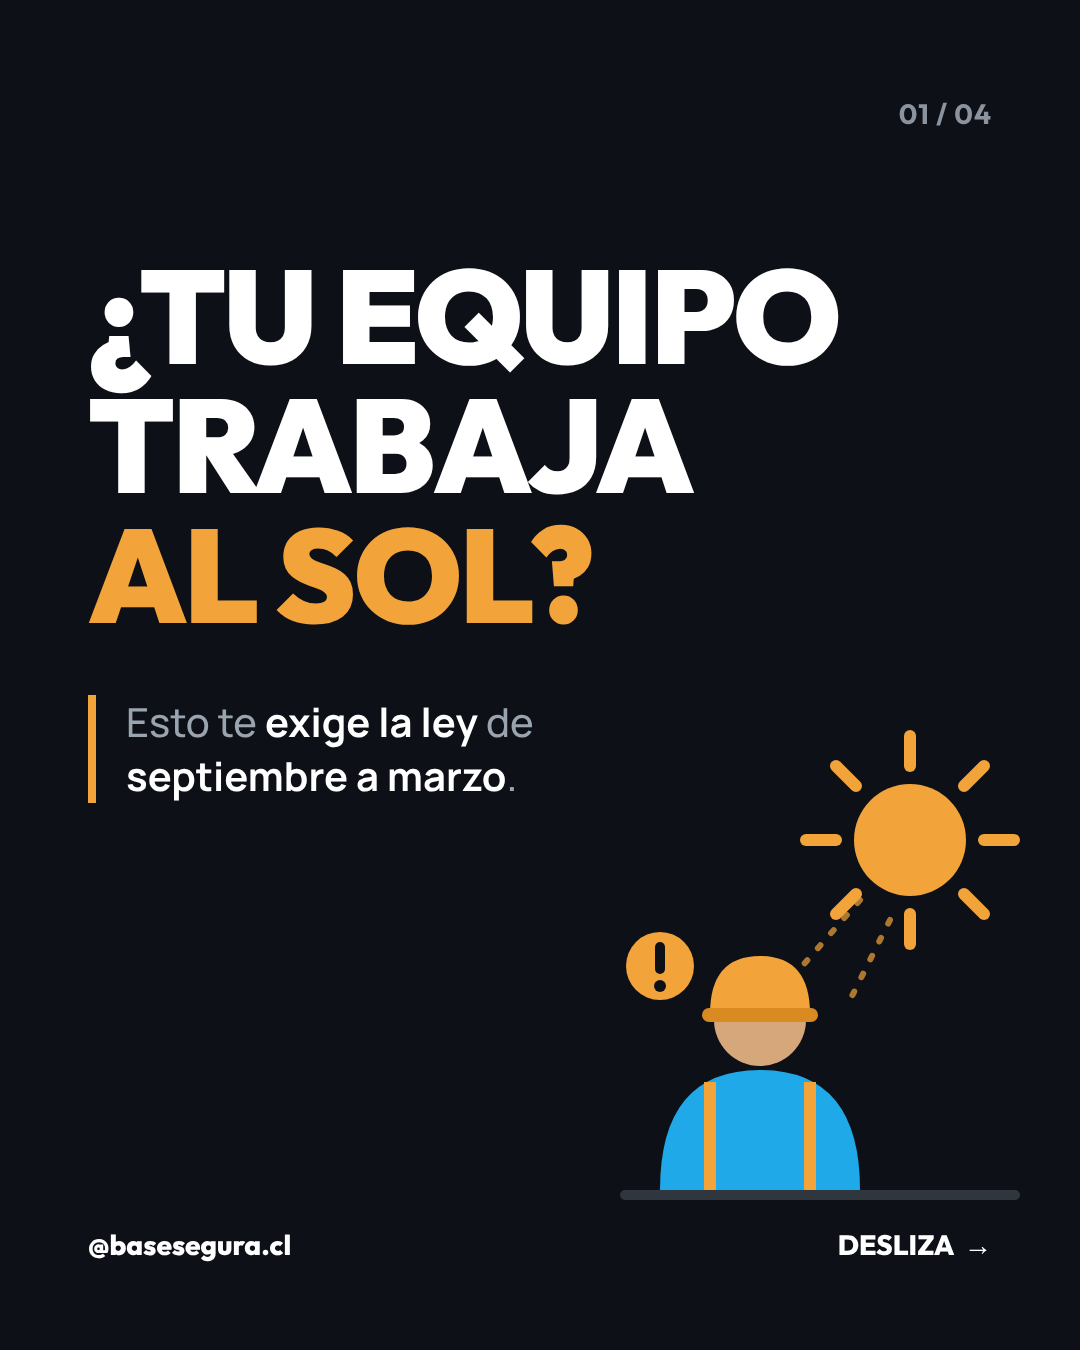 01 / 04
¿TU EQUIPO
TRABAJA
AL SOL?
Esto te exige la ley de
septiembre a marzo.
@basesegura.cl
DESLIZA →